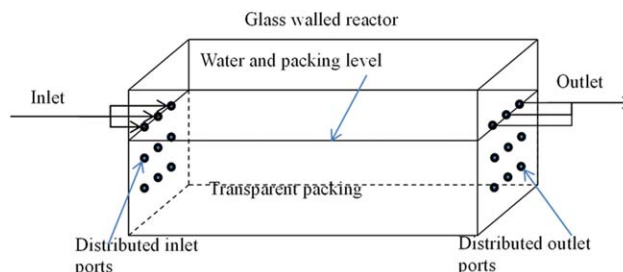 Glass walled reactor
Water and packing level
Inlet
Outlet
Transparent packing
Distributed inlet
ports
Distributed outlet
ports